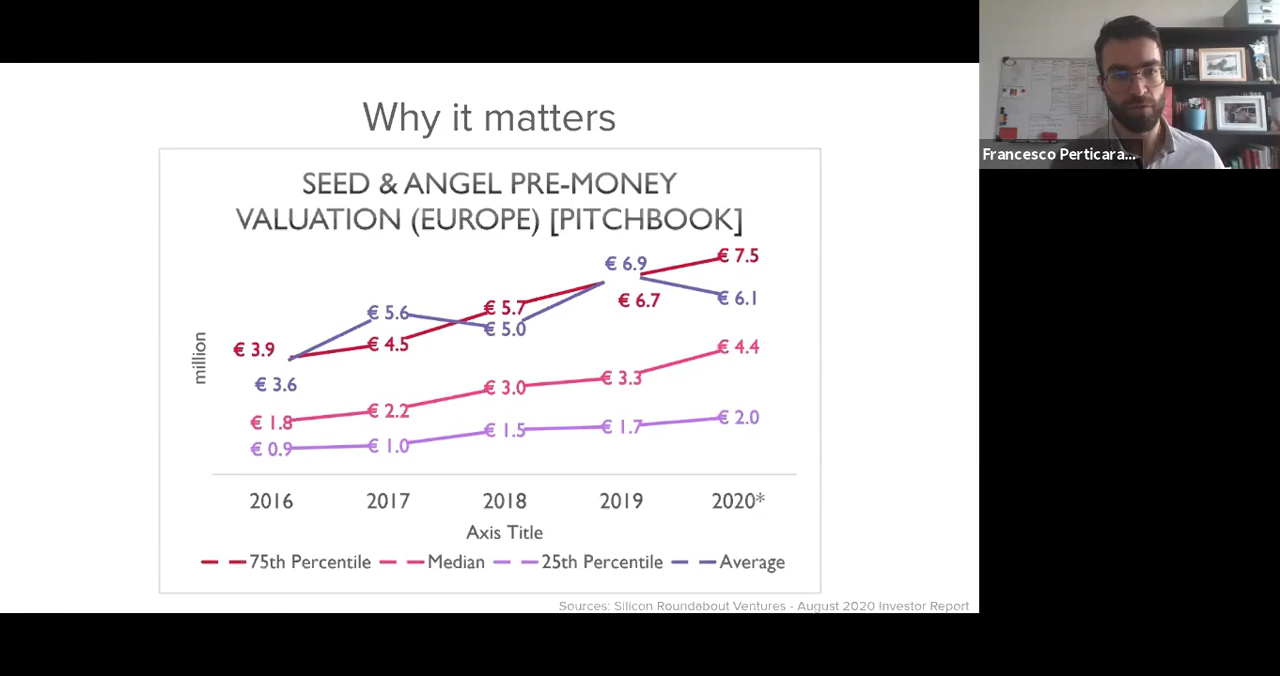 Why it matters
SEED & ANGEL PRE-MONEY
VALUATION (EUROPE) [PITCHBOOK]
million
€ 3.9
€ 4.5
€ 5.7
€ 6.7
€ 7.5
€ 3.6
€ 5.6
€ 5.0
€ 6.9
€ 6.1
€ 1.8
€ 2.2
€ 3.0
€ 3.3
€ 4.4
€ 0.9
€ 1.0
€ 1.5
€ 1.7
€ 2.0
2016 2017 2018 2019 2020*
Axis Title
75th Percentile Median 25th Percentile Average
Sources: Silicon Roundabout Ventures - August 2020 Investor Report
Francesco Perticara...